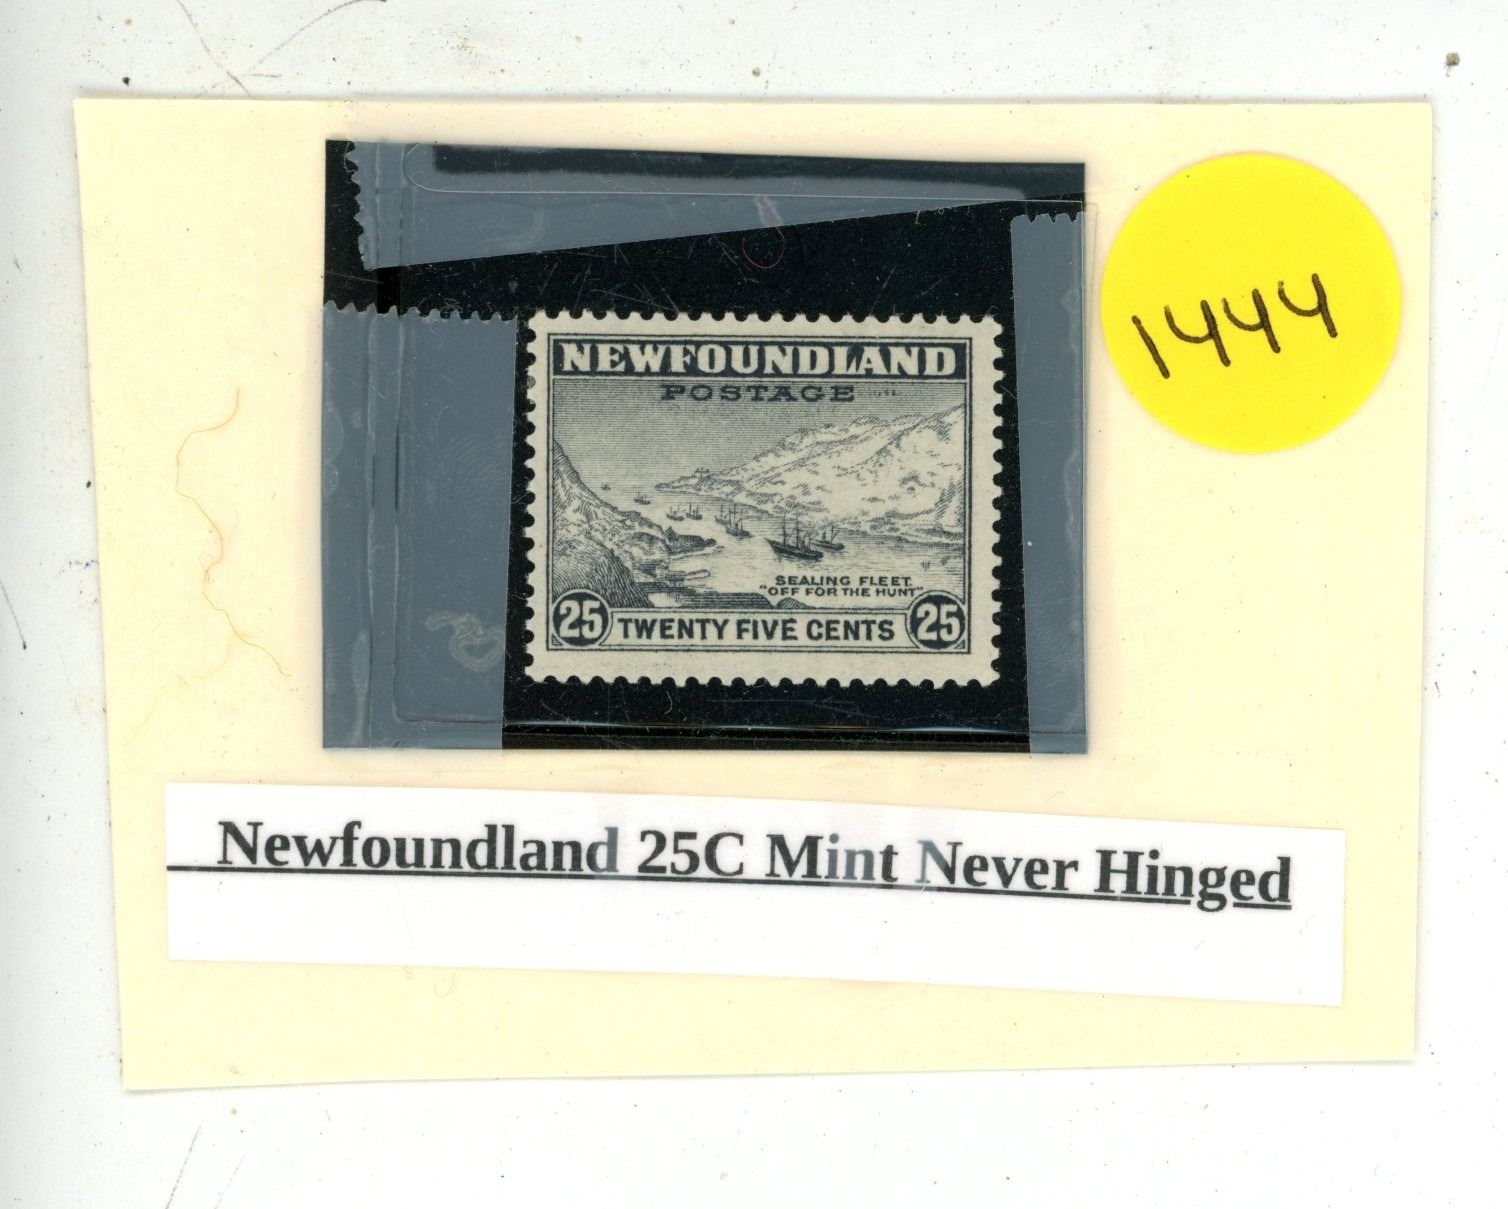 1444
NEWFOUNDLAND
POSTAGE
SEALING FLEET.
"OFF FOR THE HUNT"
25 TWENTY FIVE CENTS 25
Newfoundland 25C Mint Never Hinged